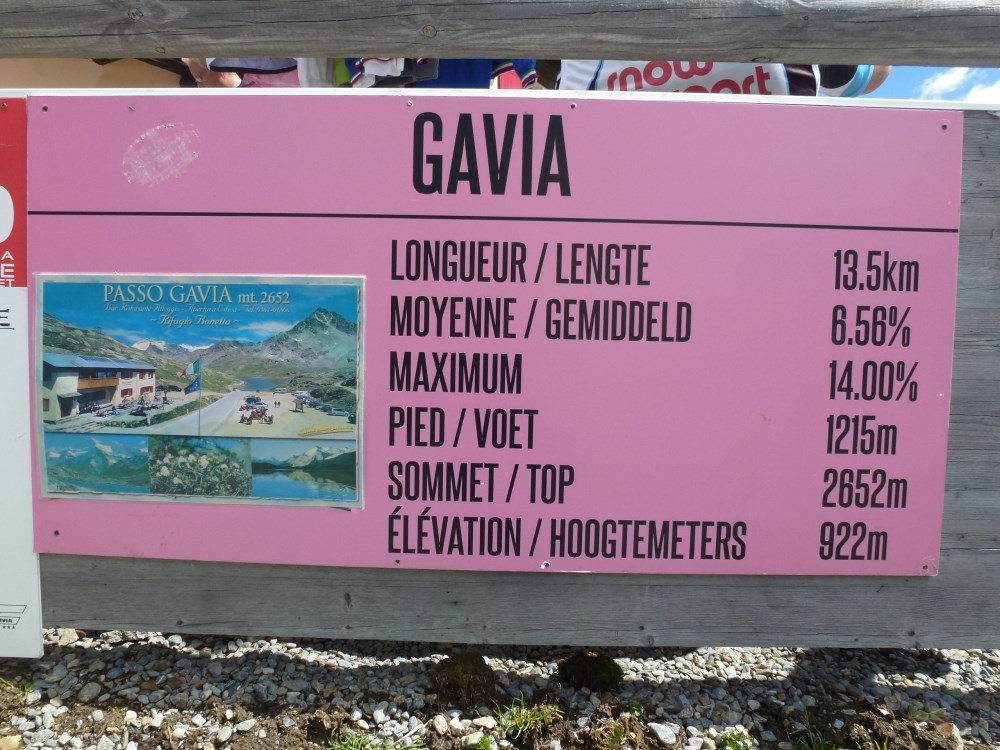 snow
GAVIA
LONGUEUR / LENGTE 13.5km
MOYENNE / GEMIDDELD 6.56%
MAXIMUM 14.00%
PIED / VOET 1215m
SOMMET / TOP 2652m
ÉLÉVATION / HOOGTEMETERS 922m
PASSO GAVIA mt. 2652
- Rifugio Bonetta -